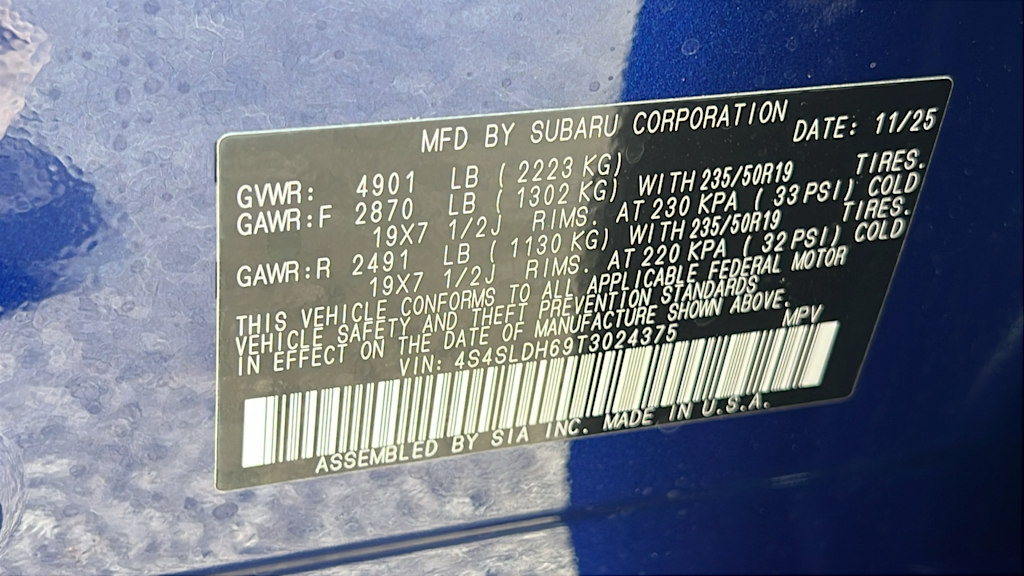 MFD BY SUBARU CORPORATION DATE: 11/25
GVWR: 4901 LB ( 2223 KG) TIRES.
GAWR:F 2870 LB ( 1302 KG) WITH 235/50R19 COLD
19X7 1/2J RIMS. AT 230 KPA ( 33 PSI) TIRES.
GAWR:R 2491 LB ( 1130 KG) WITH 235/50R19 COLD
19X7 1/2J RIMS. AT 220 KPA ( 32 PSI)
THIS VEHICLE CONFORMS TO ALL APPLICABLE FEDERAL MOTOR
VEHICLE SAFETY AND THEFT PREVENTION STANDARDS
IN EFFECT ON THE DATE OF MANUFACTURE SHOWN ABOVE.
VIN: 4S4SLDH69T3024375 MPV
ASSEMBLED BY SIA INC. MADE IN U.S.A.